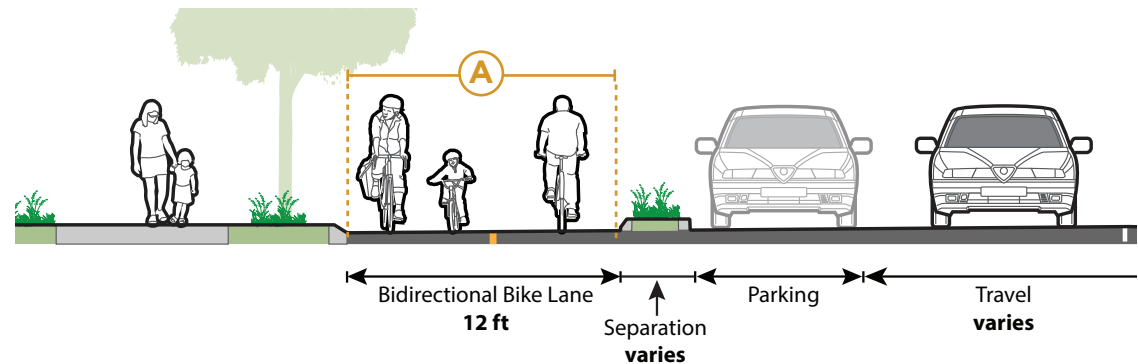 A
Bidirectional Bike Lane
12 ft
Separation
varies
Parking
Travel
varies